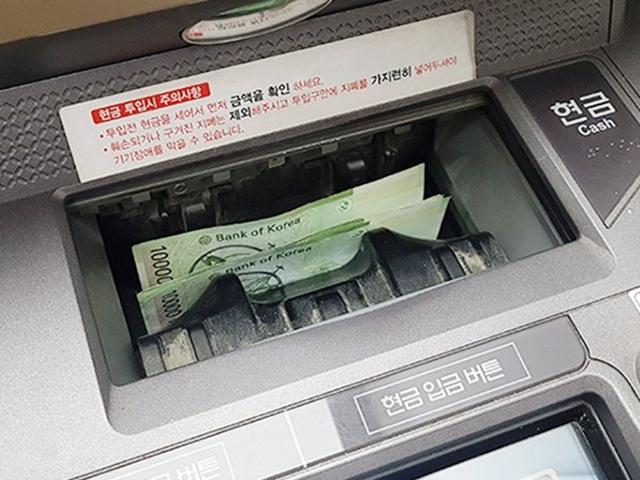 현금 투입시 주의사항
• 투입전 현금을 세어서 먼저 금액을 확인 하세요.
• 훼손되거나 구겨진 지폐는 제외해주시고 투입구안에 지폐를 가지런히 넣어두셔야
기기장애를 막을 수 있습니다.
현금
Cash
Bank of Korea
10000
Bank of Korea
10000
현금 입금 버튼
버튼